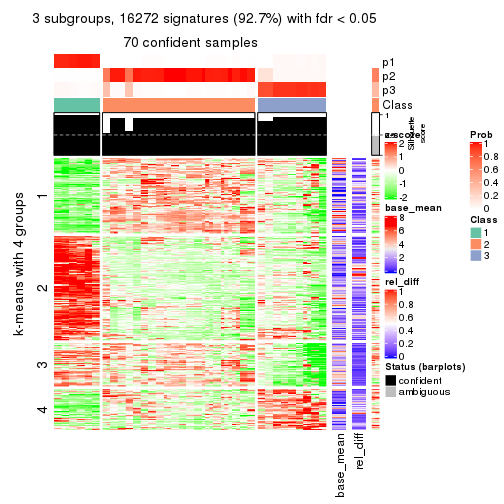 3 subgroups, 16272 signatures (92.7%) with fdr < 0.05
70 confident samples
p1
p2
p3
Class
1
Silhouette
score
z-score
2
1
0
-1
-2
base_mean
8
6
4
2
0
rel_diff
1
0.8
0.6
0.4
0.2
0
Status (barplots)
confident
ambiguous
Prob
1
0.8
0.6
0.4
0.2
0
Class
1
2
3
k-means with 4 groups
1
2
3
4
base_mean
rel_diff